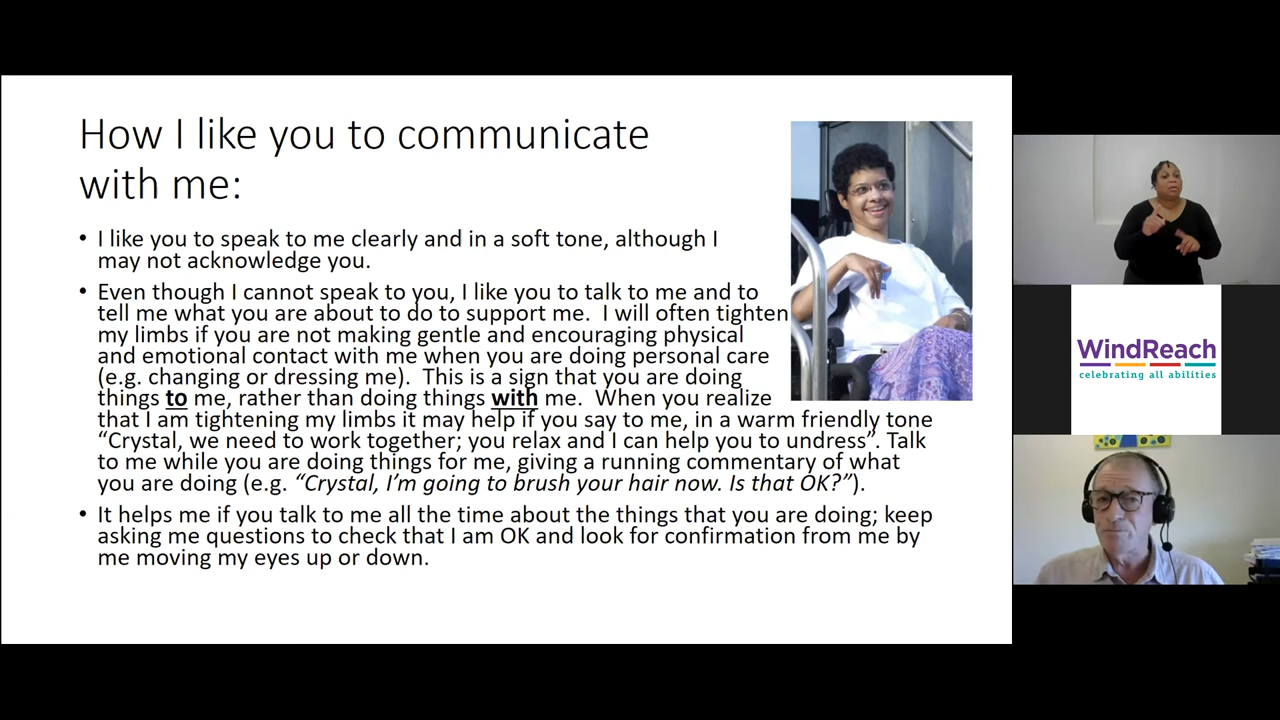 How I like you to communicate
with me:
• I like you to speak to me clearly and in a soft tone, although I
may not acknowledge you.
• Even though I cannot speak to you, I like you to talk to me and to
tell me what you are about to do to support me.  I will often tighten
my limbs if you are not making gentle and encouraging physical
and emotional contact with me when you are doing personal care
(e.g. changing or dressing me).  This is a sign that you are doing
things to me, rather than doing things with me.  When you realize
that I am tightening my limbs it may help if you say to me, in a warm friendly tone
“Crystal, we need to work together; you relax and I can help you to undress”. Talk
to me while you are doing things for me, giving a running commentary of what
you are doing (e.g. “Crystal, I’m going to brush your hair now. Is that OK?”).
• It helps me if you talk to me all the time about the things that you are doing; keep
asking me questions to check that I am OK and look for confirmation from me by
me moving my eyes up or down.
WindReach
celebrating all abilities